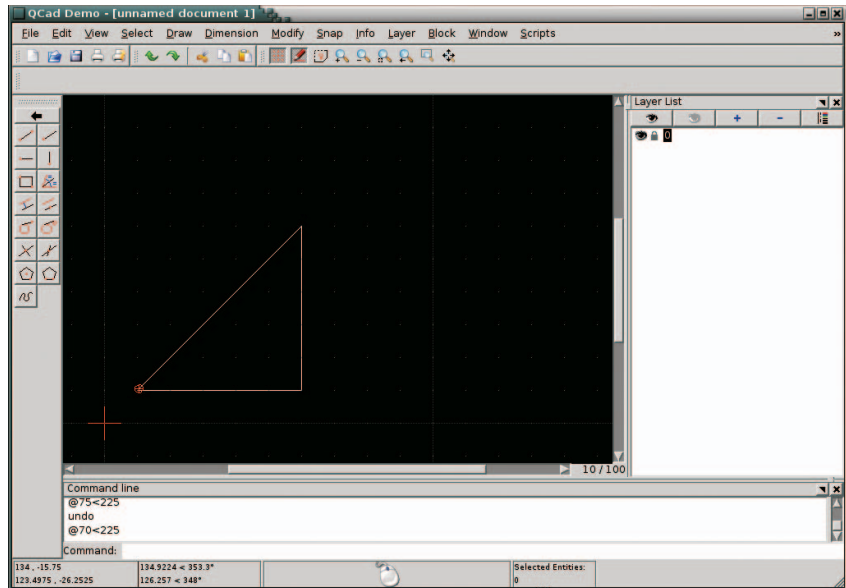 QCad Demo - [unnamed document 1]
File Edit View Select Draw Dimension Modify Snap Info Layer Block Window Scripts »
Layer List
0
10 / 100
Command line
@75<225
undo
@70<225
Command:
134 , -15.75 134.9224 < 353.3° Selected Entities:
123.4975 , -26.2525 126.257 < 348° 0